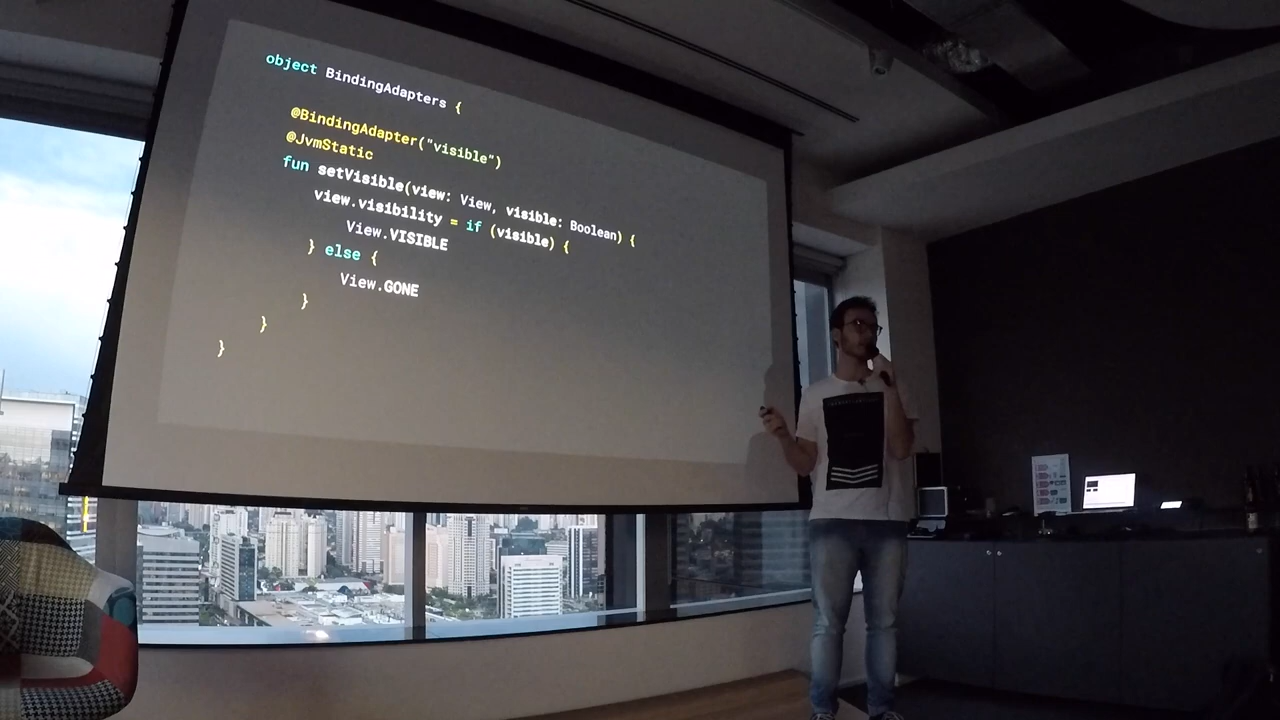 object BindingAdapters {
@BindingAdapter("visible")
@JvmStatic
fun setVisible(view: View, visible: Boolean) {
view.visibility = if (visible) {
View.VISIBLE
} else {
View.GONE
}
}
}